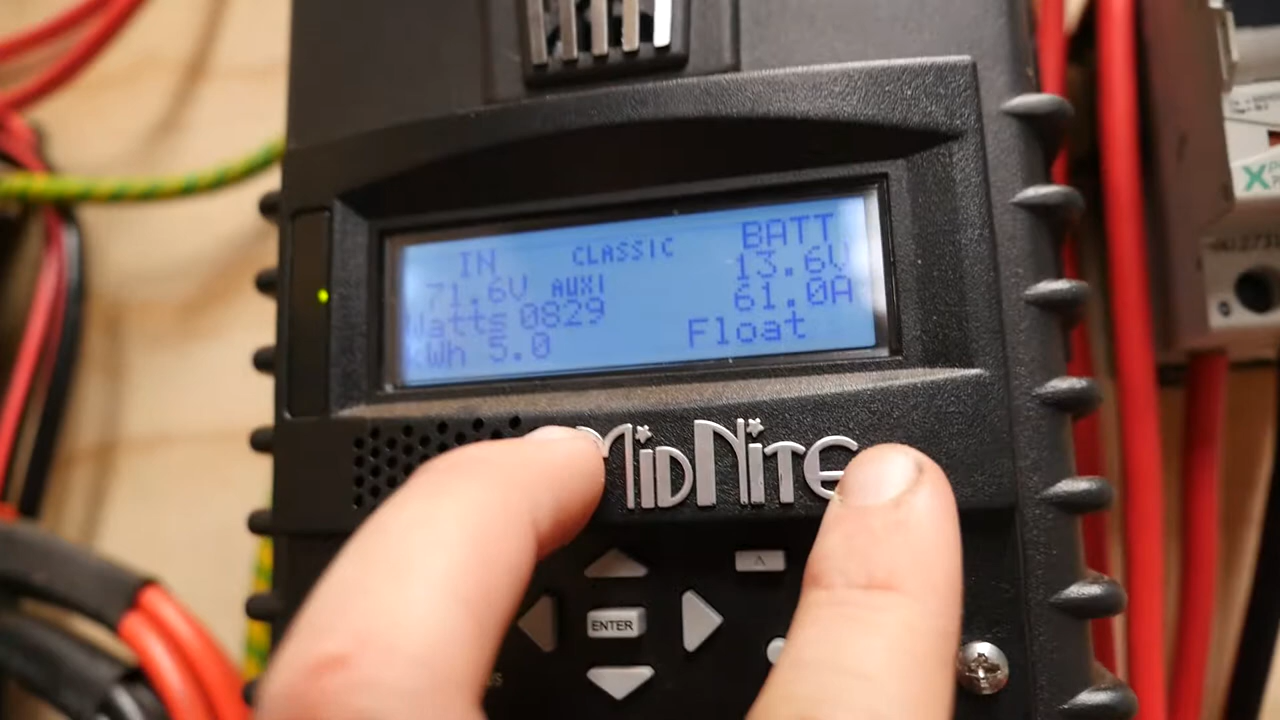 IN CLASSIC BATT
71.6V AUX1 13.6V
61.0A
Watts 0829
kWh 5.0 Float
MIDNITE
ENTER
X